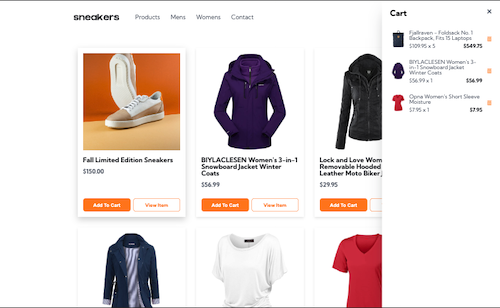 sneakers
Products Mens Womens Contact
Cart
Fjallraven - Foldsack No. 1
Backpack, Fits 15 Laptops
$109.95 x 5 $549.75
BIYLACLESEN Women's 3-
in-1 Snowboard Jacket
Winter Coats
$56.99 x 1 $56.99
Opna Women's Short Sleeve
Moisture
$7.95 x 1 $7.95
Fall Limited Edition Sneakers
$150.00
Add To Cart View Item
BIYLACLESEN Women's 3-in-1
Snowboard Jacket Winter
Coats
$56.99
Add To Cart View Item
Lock and Love Wom
Removable Hooded
Leather Moto Biker J
$29.95
Add To Cart